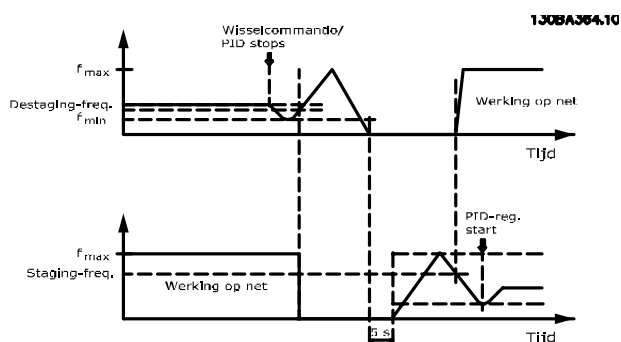 130BA364.10
Wisselcommando/
PID stops
fmax
Destaging-freq.
fmin
Werking op net
Tijd
PID-reg.
start
fmax
Staging-freq.
Werking op net
5 s
Tijd